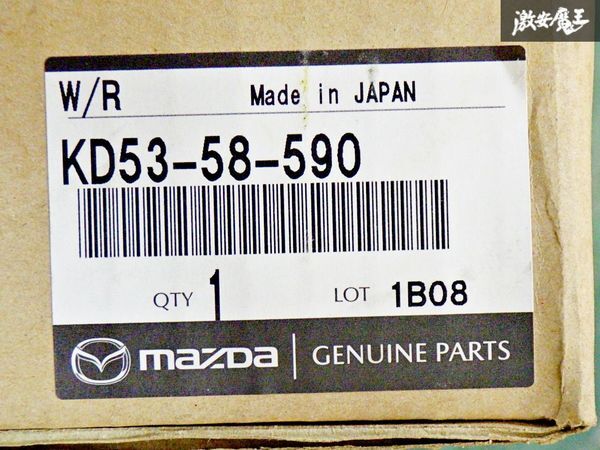 激安魔王
W/R Made in JAPAN
KD53-58-590
QTY 1 LOT 1B08
mazda GENUINE PARTS